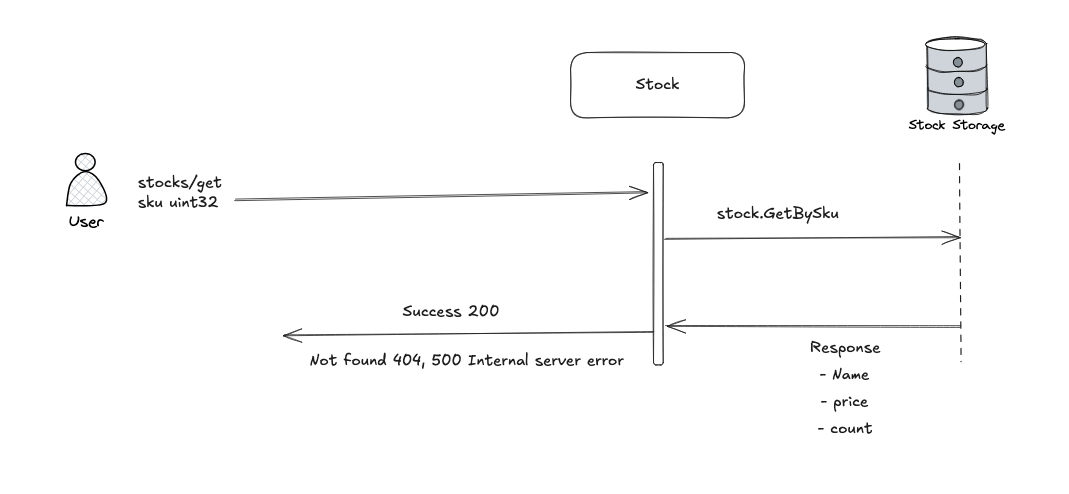 Stock
Stock Storage
stocks/get
sku uint32
User
stock.GetBySku
Success 200
Not found 404, 500 Internal server error
Response
- Name
- price
- count